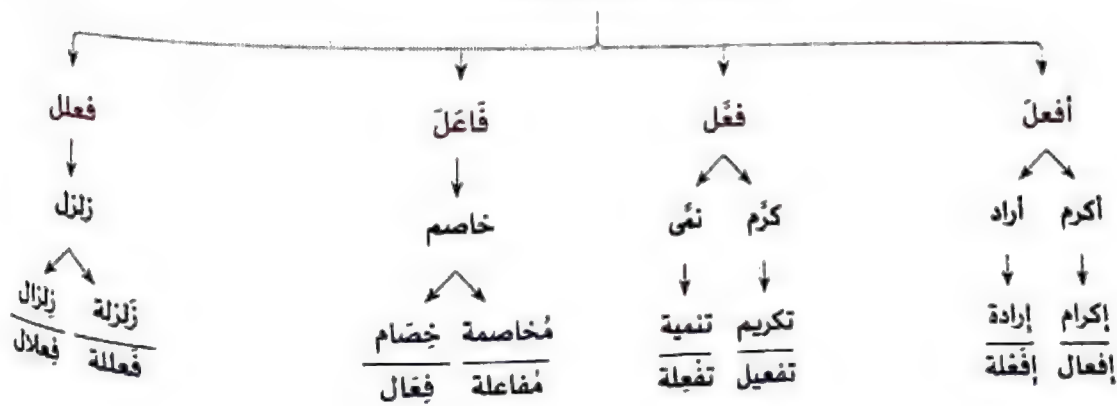 أفعلَ فعَّل فَاعَلَ فعلل
أكرم أراد كرَّم نمَّى خاصم زلزل
إكرام إرادة تكريم تنمية مُخاصمة خِصَام زَلزلة زِلزال
إفعال إفَعْلة تفعيل تفْعِلة مُفاعلة فِعَال فَعللة فِعلال